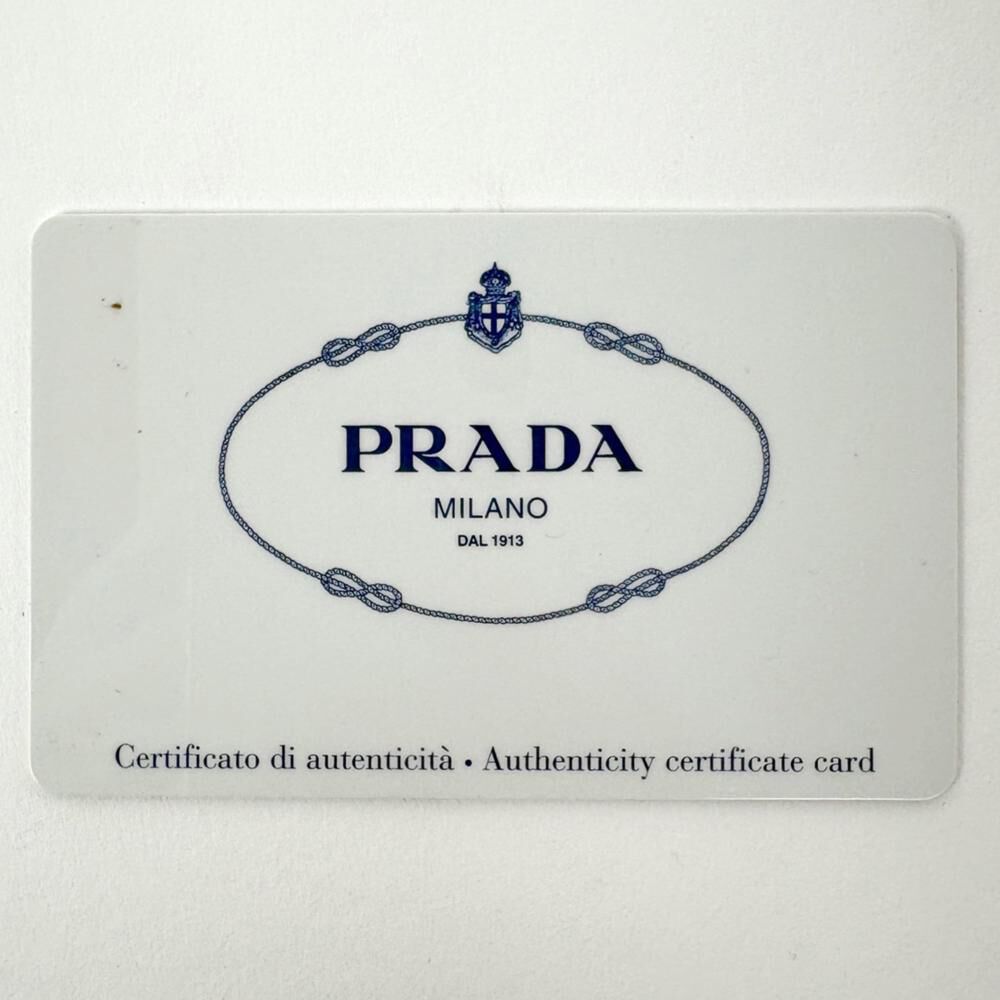 PRADA
MILANO
DAL 1913
Certificato di autenticità • Authenticity certificate card